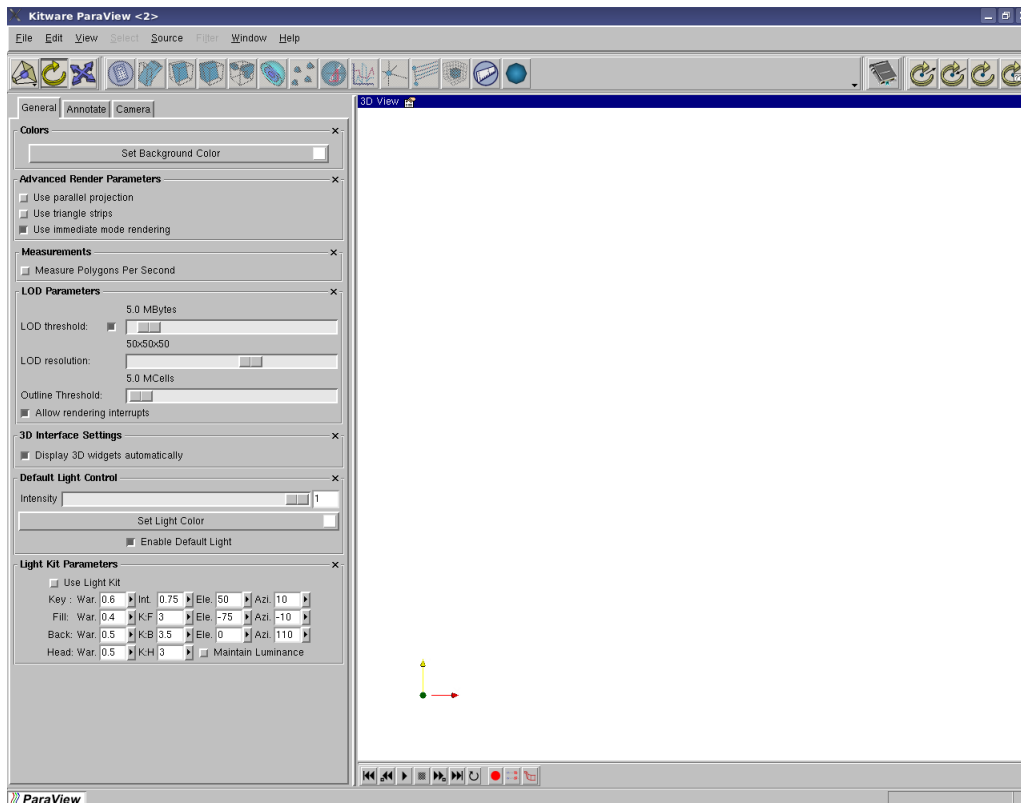 Kitware ParaView <2>
File Edit View Select Source Filter Window Help
General Annotate Camera
3D View
Colors
Set Background Color
Advanced Render Parameters
Use parallel projection
Use triangle strips
Use immediate mode rendering
Measurements
Measure Polygons Per Second
LOD Parameters
5.0 MBytes
LOD threshold:
50x50x50
LOD resolution:
5.0 MCells
Outline Threshold:
Allow rendering interrupts
3D Interface Settings
Display 3D widgets automatically
Default Light Control
Intensity 1
Set Light Color
Enable Default Light
Light Kit Parameters
Use Light Kit
Key : War. 0.6 Int. 0.75 Ele. 50 Azi. 10
Fill: War. 0.4 K:F 3 Ele. -75 Azi. -10
Back: War. 0.5 K:B 3.5 Ele. 0 Azi. 110
Head: War. 0.5 K:H 3 Maintain Luminance
ParaView